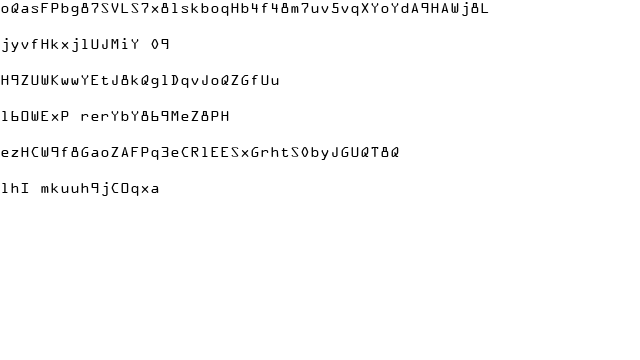 oQasFPbg87SVLS7x8lskboqHb4f48m7uv5vqXYoYdA9HAWj8L
jyvfHkxjlUJMiY 09
H9ZUWKwwYEtJ8kQglDqvJoQZGfUu
l6OWExP rerYbY869MeZ8PH
ezHCW9f8GaoZAFPq3eCRlEESxGrhtS0byJGUQT8Q
lhI mkuuh9jCOqxa